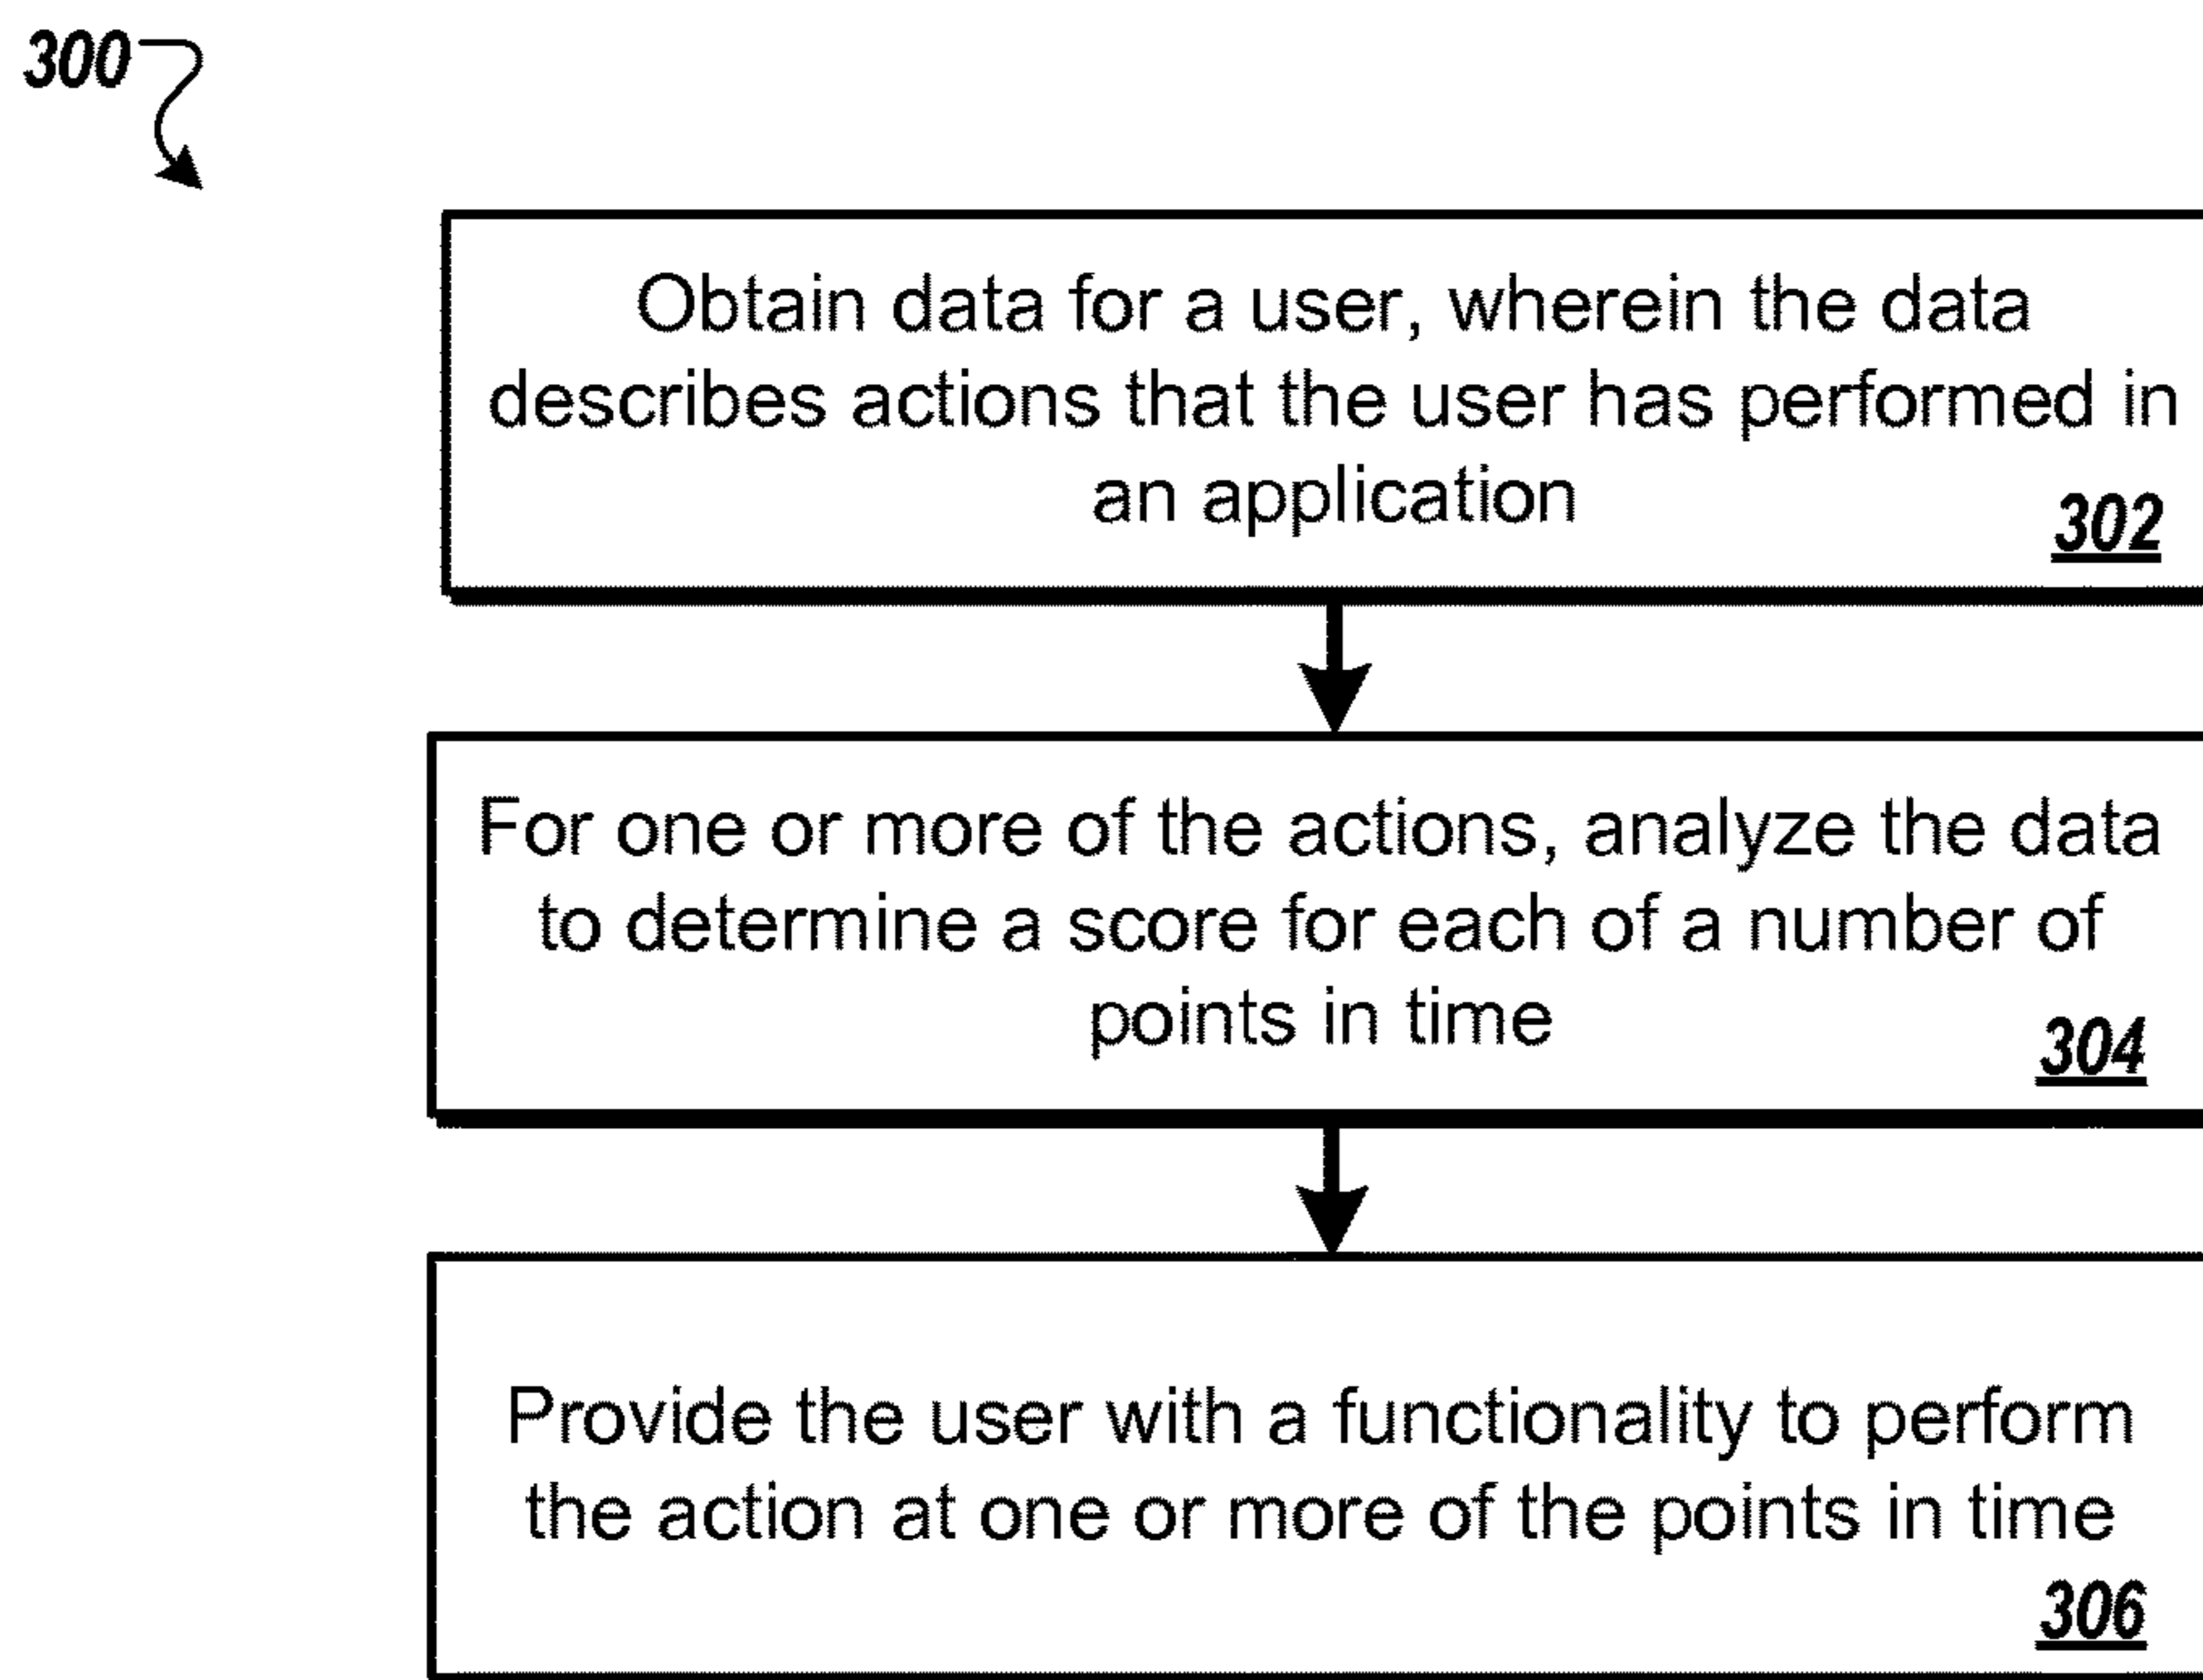 300
Obtain data for a user, wherein the data
describes actions that the user has performed in
an application
302
For one or more of the actions, analyze the data
to determine a score for each of a number of
points in time
304
Provide the user with a functionality to perform
the action at one or more of the points in time
306